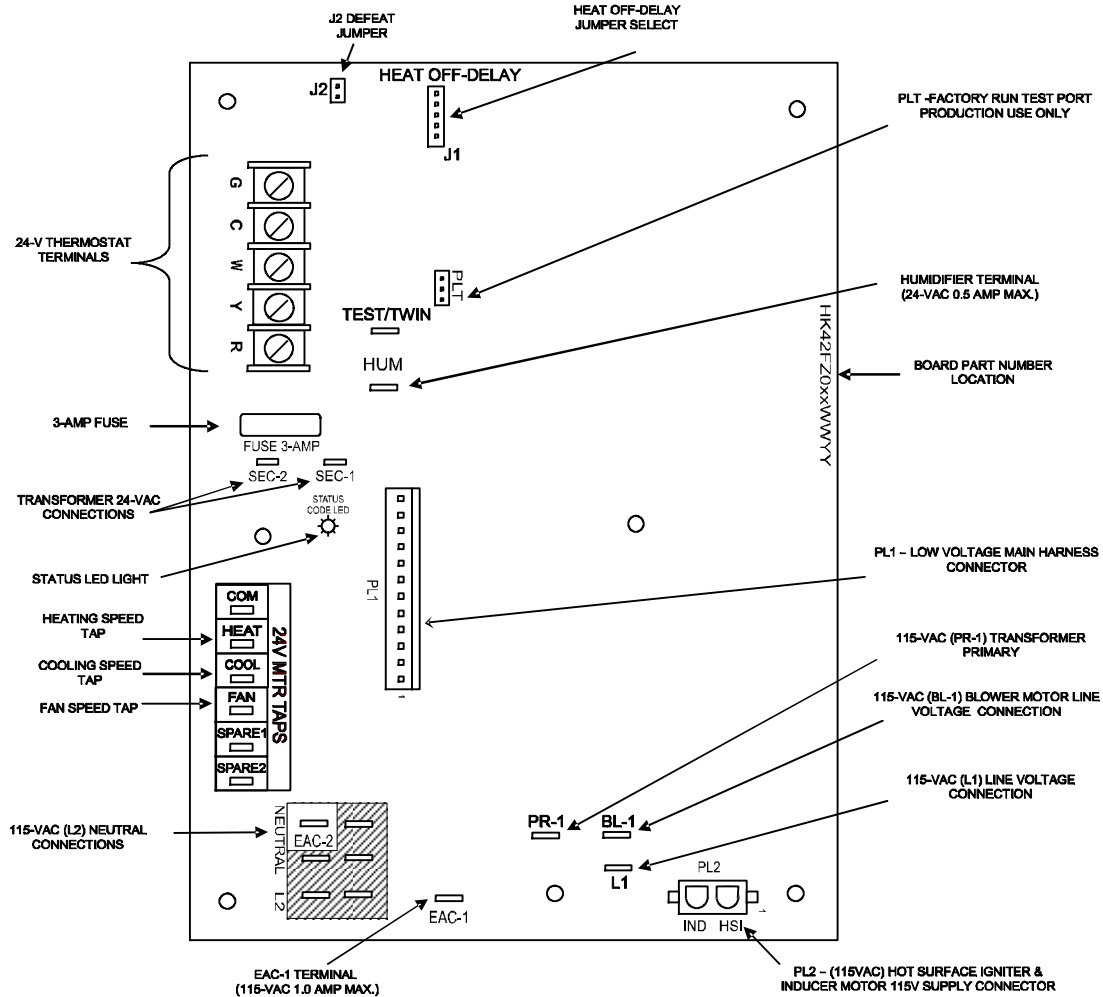 J2 DEFEAT
JUMPER
HEAT OFF-DELAY
JUMPER SELECT
HEAT OFF-DELAY
J2
J1
PLT -FACTORY RUN TEST PORT
PRODUCTION USE ONLY
24-V THERMOSTAT
TERMINALS
G
C
W
Y
R
PLT
TEST/TWIN
HUM
HUMIDIFIER TERMINAL
(24-VAC 0.5 AMP MAX.)
HK42FZ0xxWWYY
BOARD PART NUMBER
LOCATION
3-AMP FUSE
FUSE 3-AMP
SEC-2
SEC-1
TRANSFORMER 24-VAC
CONNECTIONS
STATUS
CODE LED
STATUS LED LIGHT
PL1
1
PL1 – LOW VOLTAGE MAIN HARNESS
CONNECTOR
COM
HEAT
COOL
FAN
SPARE1
SPARE2
24V MTR TAPS
HEATING SPEED
TAP
COOLING SPEED
TAP
FAN SPEED TAP
115-VAC (PR-1) TRANSFORMER
PRIMARY
115-VAC (BL-1) BLOWER MOTOR LINE
VOLTAGE CONNECTION
115-VAC (L1) LINE VOLTAGE
CONNECTION
115-VAC (L2) NEUTRAL
CONNECTIONS
NEUTRAL
L2
EAC-2
EAC-1
PR-1
BL-1
L1
PL2
1
IND
HSI
EAC-1 TERMINAL
(115-VAC 1.0 AMP MAX.)
PL2 – (115VAC) HOT SURFACE IGNITER &
INDUCER MOTOR 115V SUPPLY CONNECTOR